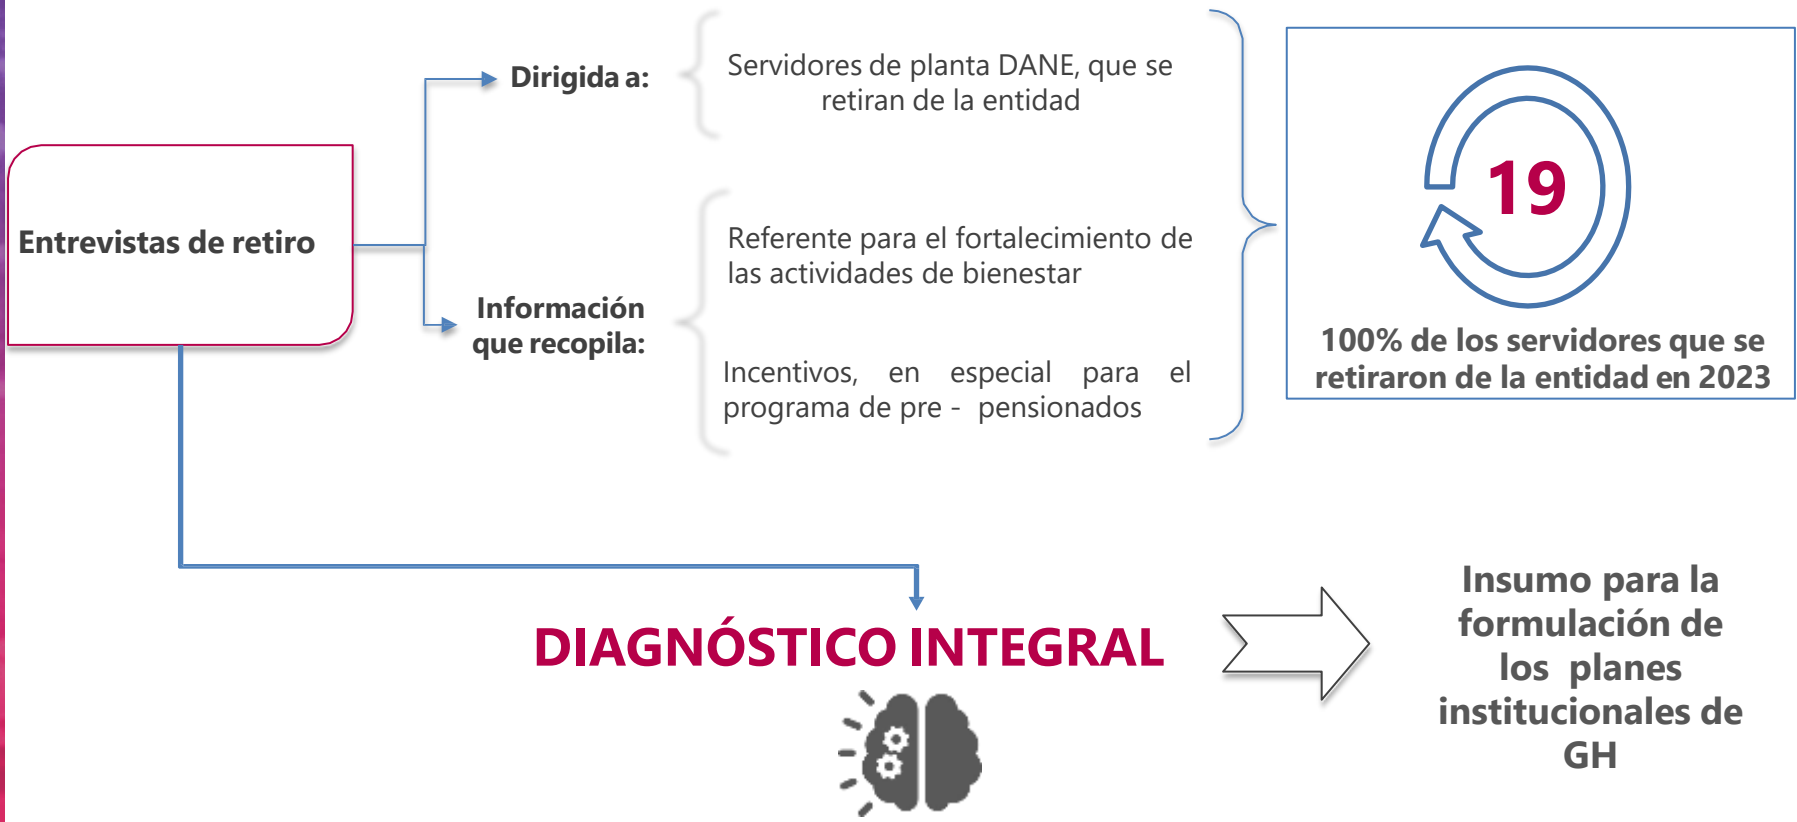 Entrevistas de retiro
Dirigida a:
Servidores de planta DANE, que se
retiran de la entidad
Información
que recopila:
Referente para el fortalecimiento de
las actividades de bienestar
Incentivos, en especial para el
programa de pre - pensionados
19
100% de los servidores que se
retiraron de la entidad en 2023
DIAGNÓSTICO INTEGRAL
Insumo para la
formulación de
los planes
institucionales de
GH